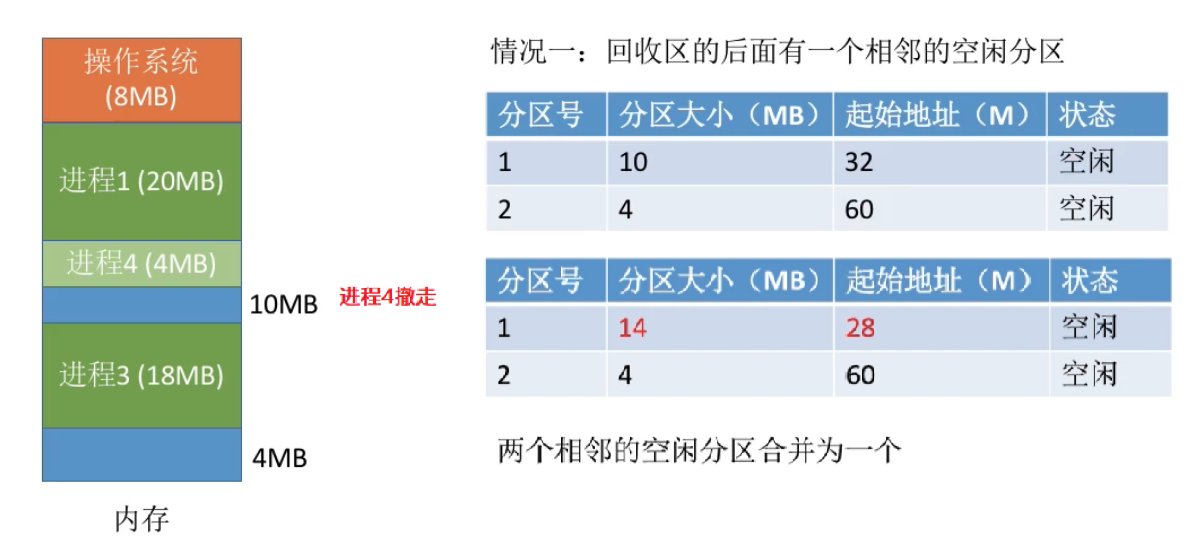 操作系统
(8MB)
进程1 (20MB)
进程4 (4MB)
10MB
进程4撤走
进程3 (18MB)
4MB
内存
情况一：回收区的后面有一个相邻的空闲分区
分区号 分区大小（MB） 起始地址（M） 状态
1 10 32 空闲
2 4 60 空闲
分区号 分区大小（MB） 起始地址（M） 状态
1 14 28 空闲
2 4 60 空闲
两个相邻的空闲分区合并为一个